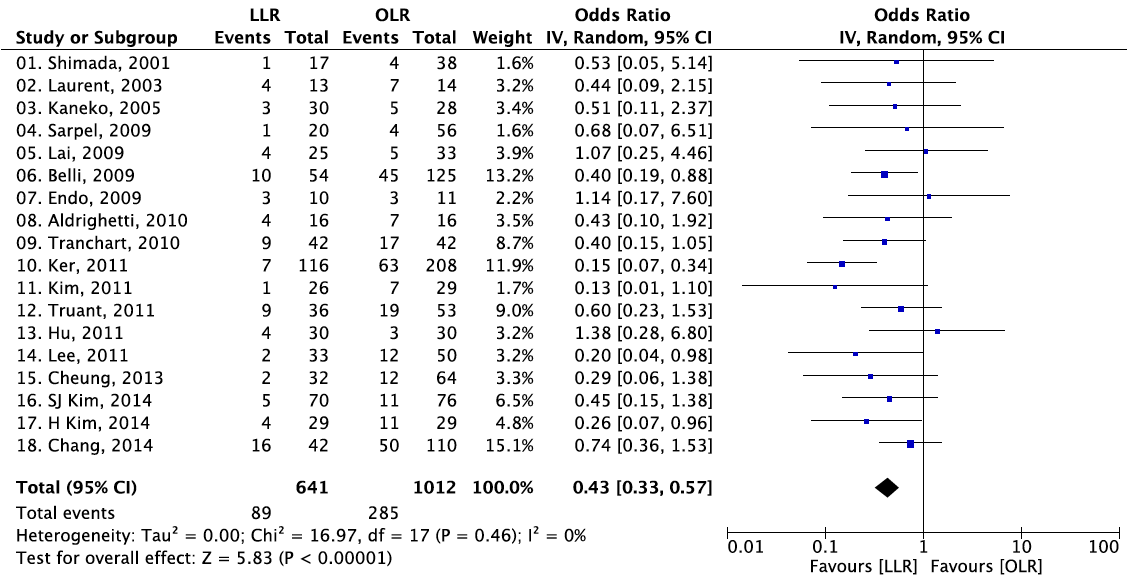 LLR OLR Odds Ratio Odds Ratio
Study or Subgroup Events Total Events Total Weight IV, Random, 95% CI IV, Random, 95% CI
01. Shimada, 2001 1 17 4 38 1.6% 0.53 [0.05, 5.14]
02. Laurent, 2003 4 13 7 14 3.2% 0.44 [0.09, 2.15]
03. Kaneko, 2005 3 30 5 28 3.4% 0.51 [0.11, 2.37]
04. Sarpel, 2009 1 20 4 56 1.6% 0.68 [0.07, 6.51]
05. Lai, 2009 4 25 5 33 3.9% 1.07 [0.25, 4.46]
06. Belli, 2009 10 54 45 125 13.2% 0.40 [0.19, 0.88]
07. Endo, 2009 3 10 3 11 2.2% 1.14 [0.17, 7.60]
08. Aldrighetti, 2010 4 16 7 16 3.5% 0.43 [0.10, 1.92]
09. Tranchart, 2010 9 42 17 42 8.7% 0.40 [0.15, 1.05]
10. Ker, 2011 7 116 63 208 11.9% 0.15 [0.07, 0.34]
11. Kim, 2011 1 26 7 29 1.7% 0.13 [0.01, 1.10]
12. Truant, 2011 9 36 19 53 9.0% 0.60 [0.23, 1.53]
13. Hu, 2011 4 30 3 30 3.2% 1.38 [0.28, 6.80]
14. Lee, 2011 2 33 12 50 3.2% 0.20 [0.04, 0.98]
15. Cheung, 2013 2 32 12 64 3.3% 0.29 [0.06, 1.38]
16. SJ Kim, 2014 5 70 11 76 6.5% 0.45 [0.15, 1.38]
17. H Kim, 2014 4 29 11 29 4.8% 0.26 [0.07, 0.96]
18. Chang, 2014 16 42 50 110 15.1% 0.74 [0.36, 1.53]
Total (95% CI) 641 1012 100.0% 0.43 [0.33, 0.57]
Total events 89 285
Heterogeneity: Tau² = 0.00; Chi² = 16.97, df = 17 (P = 0.46); I² = 0%
Test for overall effect: Z = 5.83 (P < 0.00001)
0.01 0.1 1 10 100
Favours [LLR] Favours [OLR]